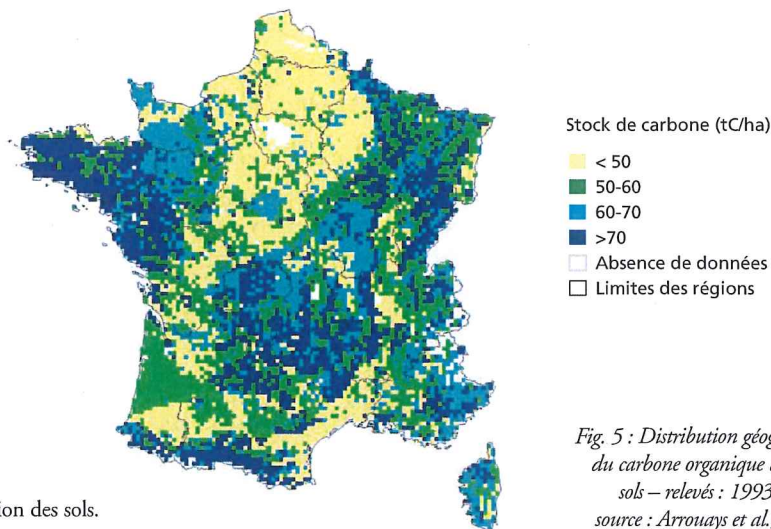 Stock de carbone (tC/ha)
< 50
50-60
60-70
>70
Absence de données
Limites des régions
Fig. 5 : Distribution
du carbone organique
sols – relevés : 1993
source : Arrouays et al
ion des sols.